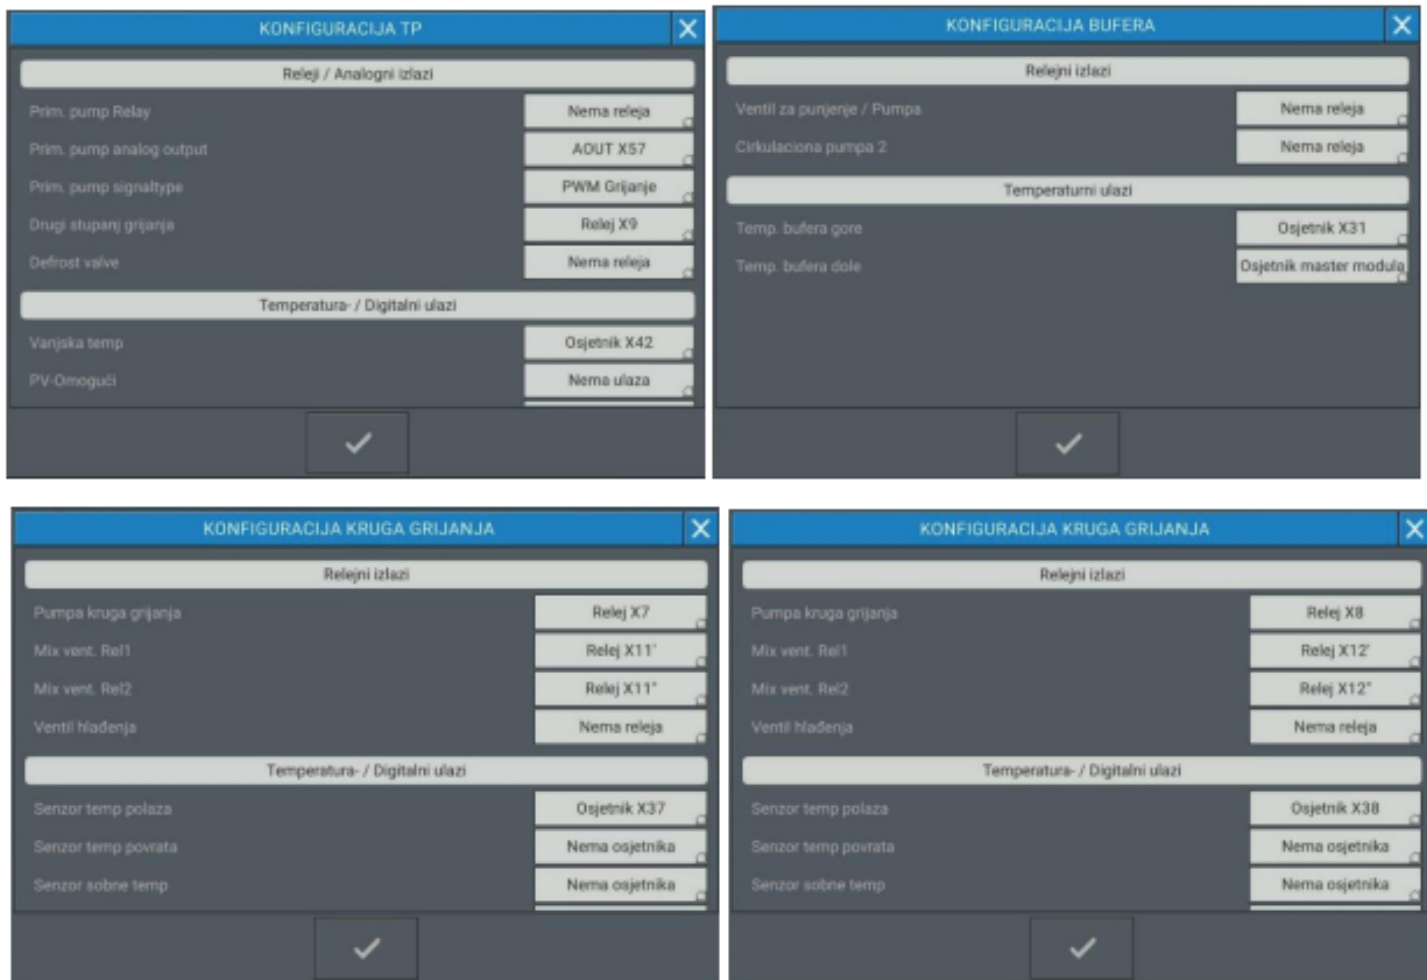 KONFIGURACIJA TP
Releji / Analogni izlazi
Prim. pump Relay Nema releja
Prim. pump analog output AOUT X57
Prim. pump signaltype PWM Grijanje
Drugi stupanj grijanja Relej X9
Defrost valve Nema releja
Temperatura- / Digitalni ulazi
Vanjska temp Osjetnik X42
PV-Omogući Nema ulaza
KONFIGURACIJA BUFERA
Relejni izlazi
Ventil za punjenje / Pumpa Nema releja
Cirkulaciona pumpa 2 Nema releja
Temperaturni ulazi
Temp. bufera gore Osjetnik X31
Temp. bufera dole Osjetnik master modula
KONFIGURACIJA KRUGA GRIJANJA
Relejni izlazi
Pumpa kruga grijanja Relej X7
Mix vent. Rel1 Relej X11'
Mix vent. Rel2 Relej X11"
Ventil hlađenja Nema releja
Temperatura- / Digitalni ulazi
Senzor temp polaza Osjetnik X37
Senzor temp povrata Nema osjetnika
Senzor sobne temp Nema osjetnika
KONFIGURACIJA KRUGA GRIJANJA
Relejni izlazi
Pumpa kruga grijanja Relej X8
Mix vent. Rel1 Relej X12'
Mix vent. Rel2 Relej X12"
Ventil hlađenja Nema releja
Temperatura- / Digitalni ulazi
Senzor temp polaza Osjetnik X38
Senzor temp povrata Nema osjetnika
Senzor sobne temp Nema osjetnika